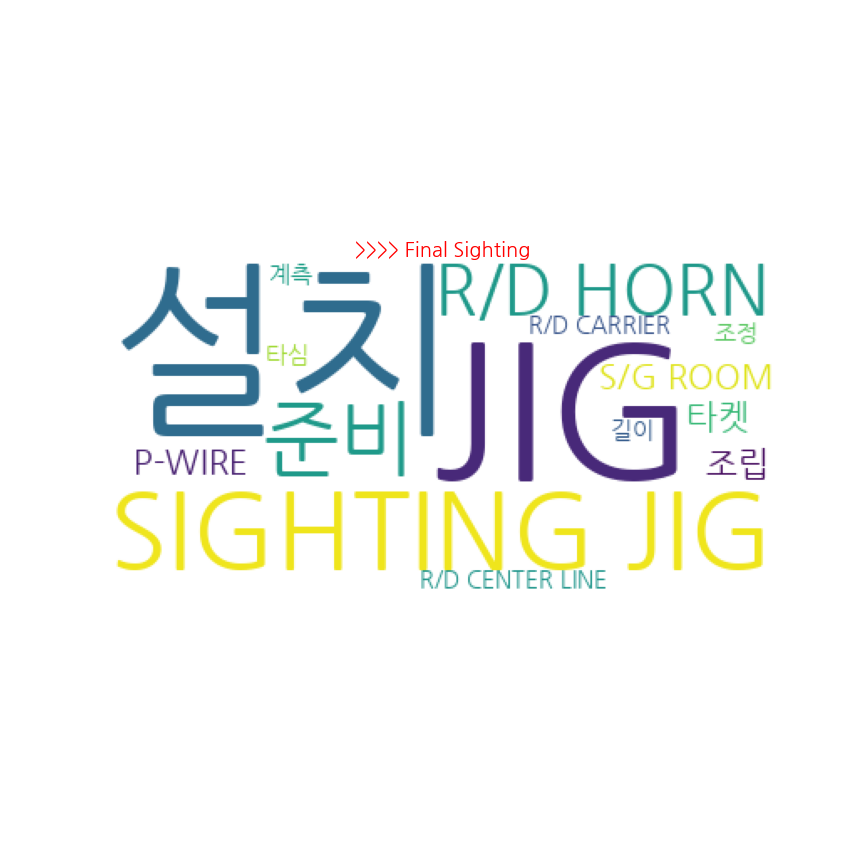 >>>> Final Sighting
계측
설치
R/D HORN
R/D CARRIER
조정
타심
JIG
S/G ROOM
준비
길이
타켓
P-WIRE
조립
SIGHTING JIG
R/D CENTER LINE